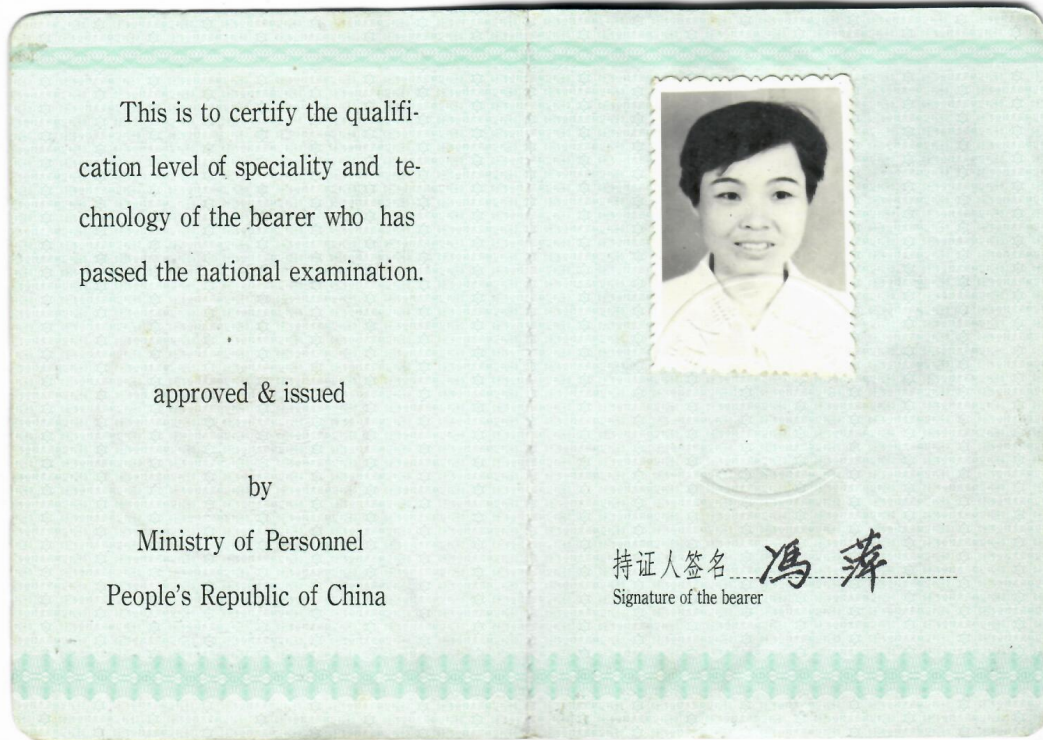 This is to certify the qualifi-
cation level of speciality and te-
chnology of the bearer who has
passed the national examination.
approved & issued
by
Ministry of Personnel
People's Republic of China
持证人签名 馮萍
Signature of the bearer